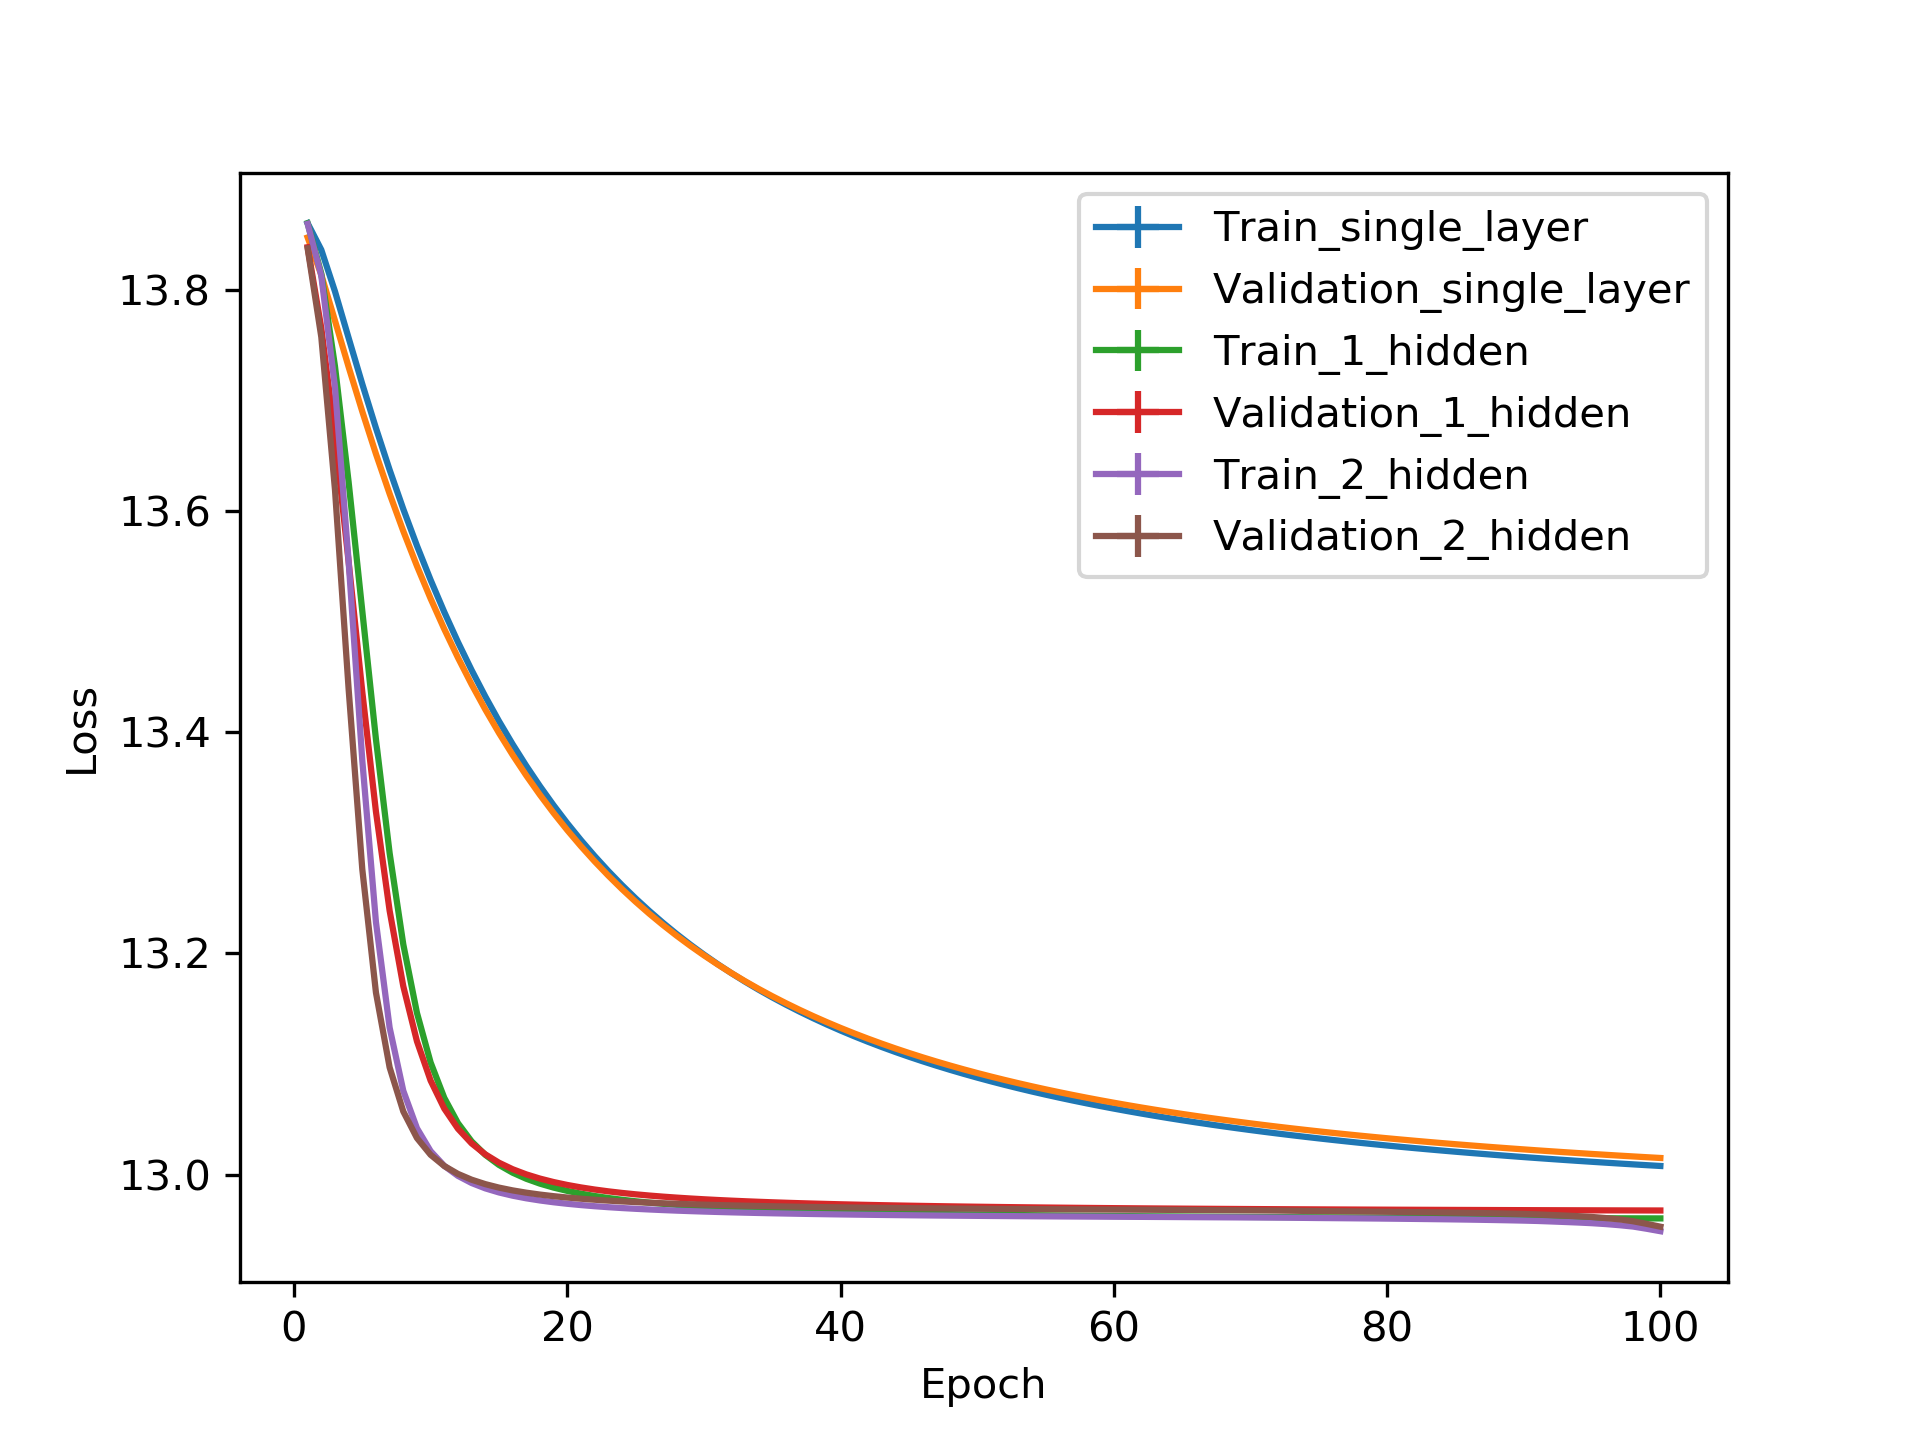 Train_single_layer
Validation_single_layer
Train_1_hidden
Validation_1_hidden
Train_2_hidden
Validation_2_hidden
13.8
13.6
13.4
13.2
13.0
Loss
0 20 40 60 80 100
Epoch